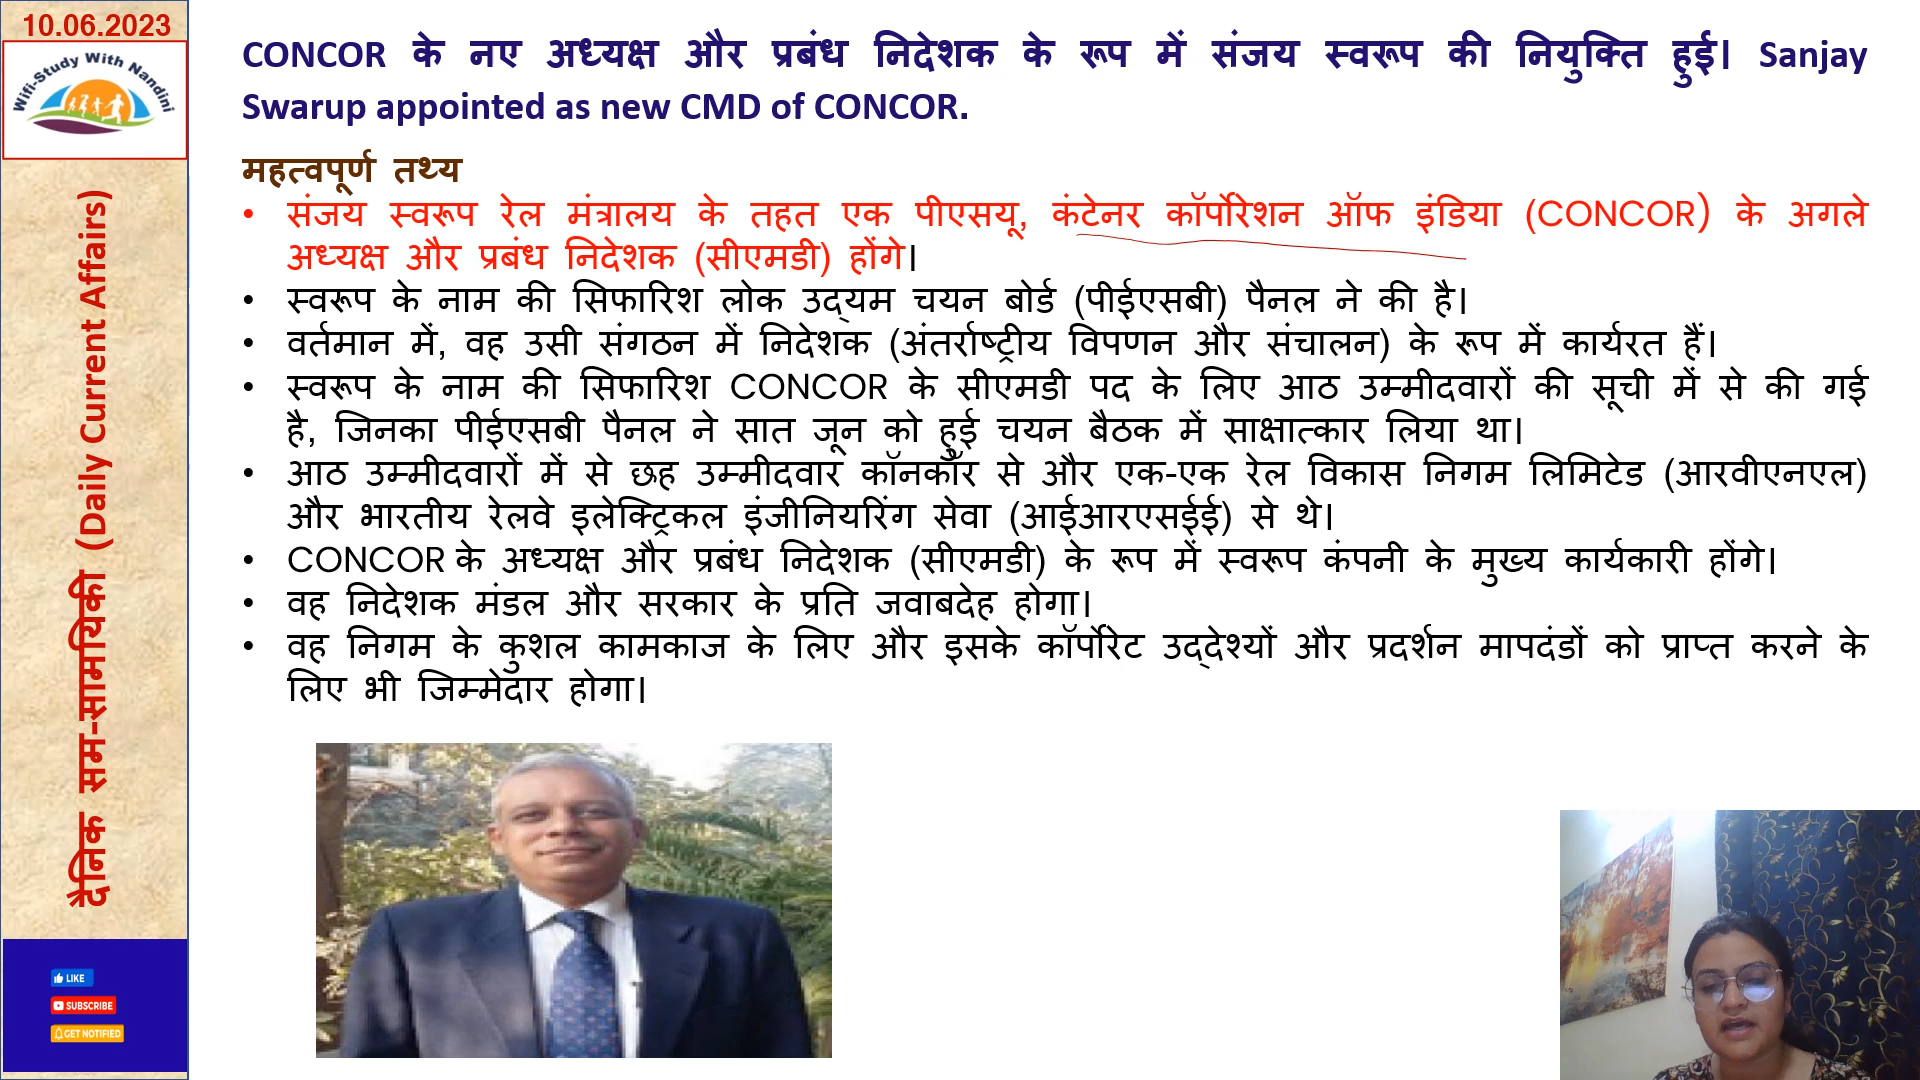 10.06.2023
Wifi-Study With Nandini
दैनिक सम-सामयिकी (Daily Current Affairs)
LIKE
SUBSCRIBE
GET NOTIFIED
CONCOR के नए अध्यक्ष और प्रबंध निदेशक के रूप में संजय स्वरूप की नियुक्ति हुई। Sanjay
Swarup appointed as new CMD of CONCOR.
महत्वपूर्ण तथ्य
• संजय स्वरूप रेल मंत्रालय के तहत एक पीएसयू, कंटेनर कॉर्पोरेशन ऑफ इंडिया (CONCOR) के अगले
अध्यक्ष और प्रबंध निदेशक (सीएमडी) होंगे।
• स्वरूप के नाम की सिफारिश लोक उद्यम चयन बोर्ड (पीईएसबी) पैनल ने की है।
• वर्तमान में, वह उसी संगठन में निदेशक (अंतर्राष्ट्रीय विपणन और संचालन) के रूप में कार्यरत हैं।
• स्वरूप के नाम की सिफारिश CONCOR के सीएमडी पद के लिए आठ उम्मीदवारों की सूची में से की गई
है, जिनका पीईएसबी पैनल ने सात जून को हुई चयन बैठक में साक्षात्कार लिया था।
• आठ उम्मीदवारों में से छह उम्मीदवार कॉनकॉर से और एक-एक रेल विकास निगम लिमिटेड (आरवीएनएल)
और भारतीय रेलवे इलेक्ट्रिकल इंजीनियरिंग सेवा (आईआरएसईई) से थे।
• CONCOR के अध्यक्ष और प्रबंध निदेशक (सीएमडी) के रूप में स्वरूप कंपनी के मुख्य कार्यकारी होंगे।
• वह निदेशक मंडल और सरकार के प्रति जवाबदेह होगा।
• वह निगम के कुशल कामकाज के लिए और इसके कॉर्पोरेट उद्देश्यों और प्रदर्शन मापदंडों को प्राप्त करने के
लिए भी जिम्मेदार होगा।